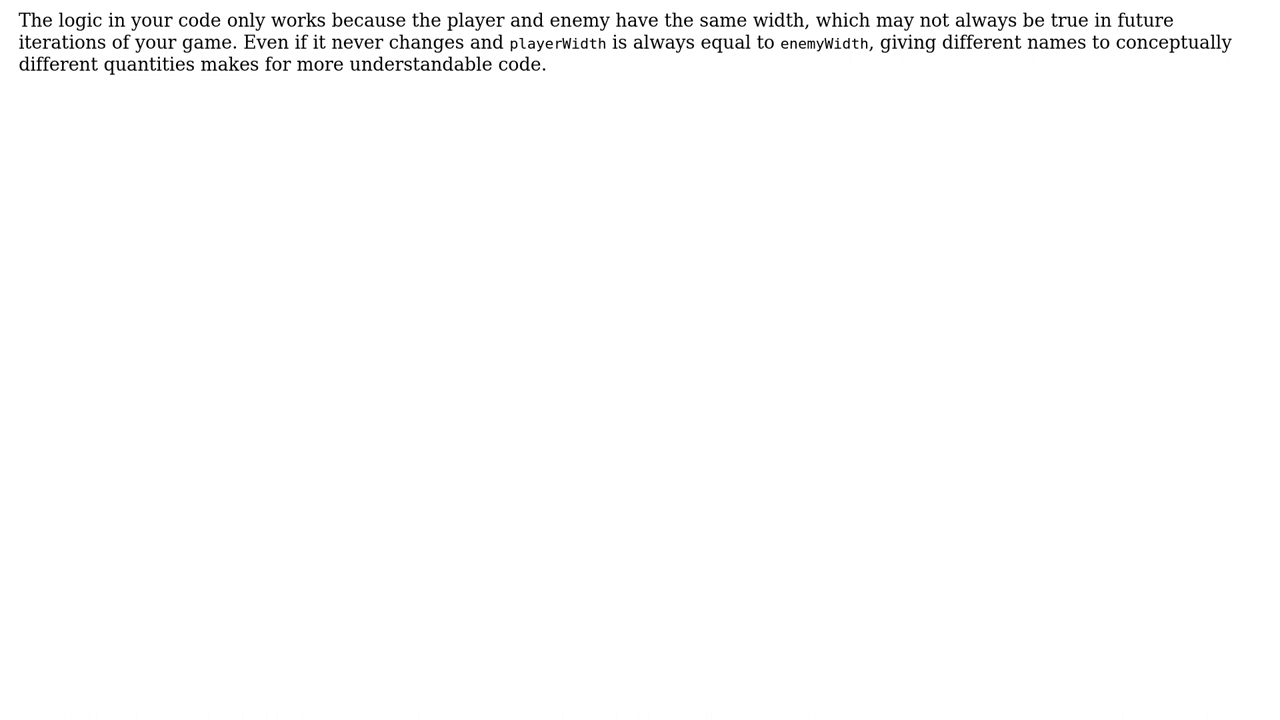 The logic in your code only works because the player and enemy have the same width, which may not always be true in future
iterations of your game. Even if it never changes and playerWidth is always equal to enemyWidth, giving different names to conceptually
different quantities makes for more understandable code.